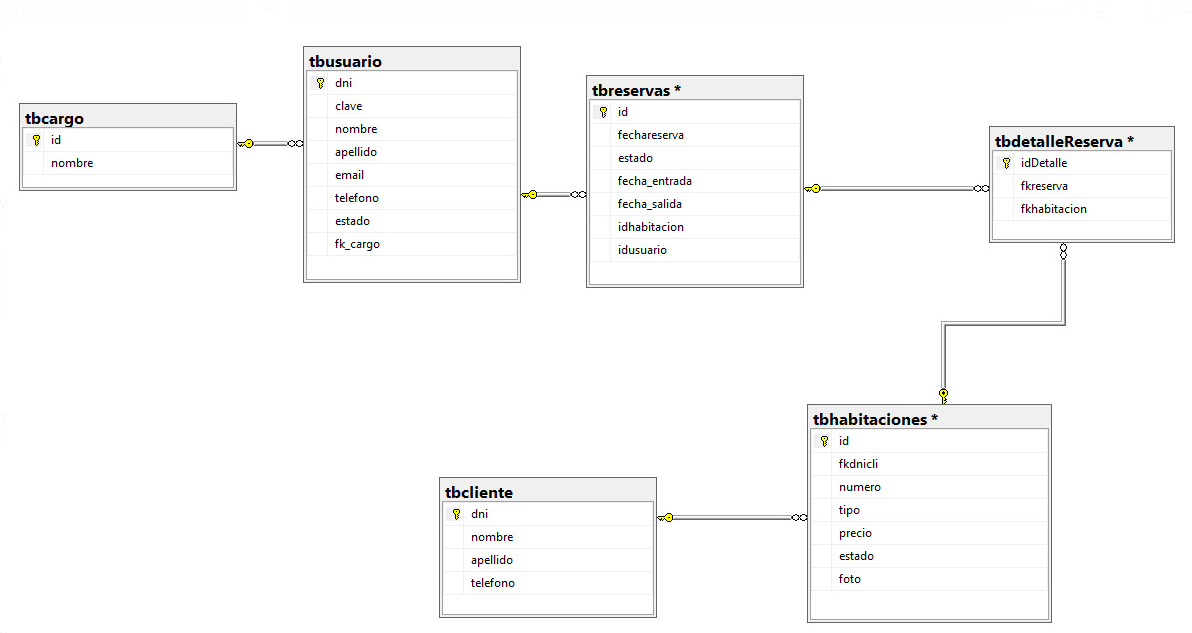 tbcargo
id
nombre
tbusuario
dni
clave
nombre
apellido
email
telefono
estado
fk_cargo
tbreservas *
id
fechareserva
estado
fecha_entrada
fecha_salida
idhabitacion
idusuario
tbdetalleReserva *
idDetalle
fkreserva
fkhabitacion
tbcliente
dni
nombre
apellido
telefono
tbhabitaciones *
id
fkdnicli
numero
tipo
precio
estado
foto